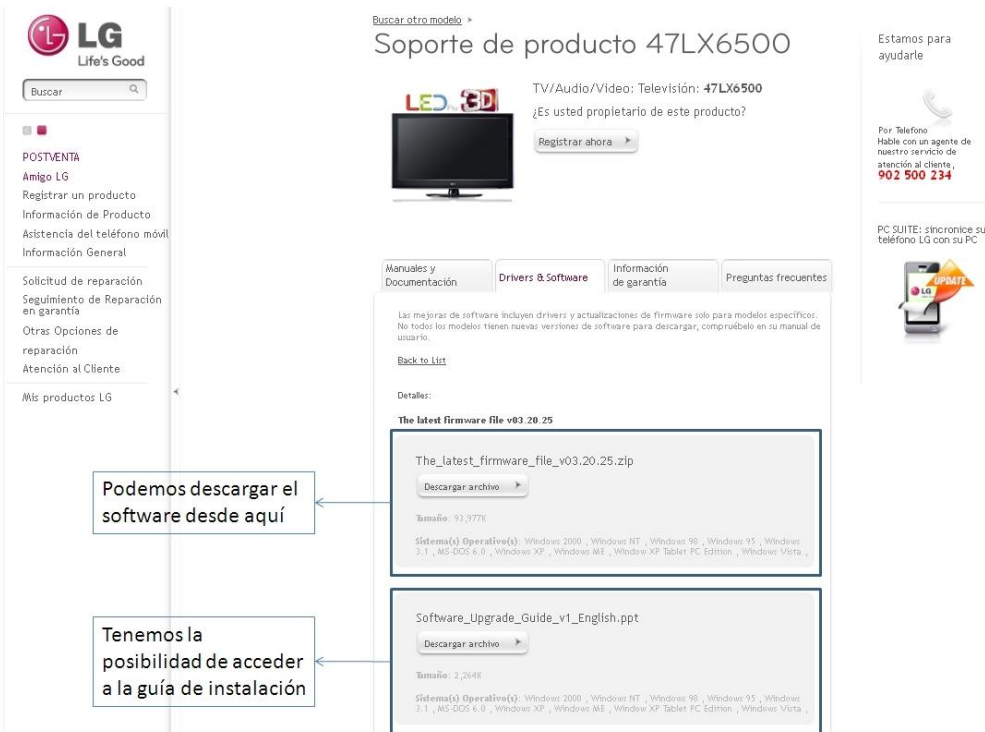 LG
Life's Good
Buscar
POSTVENTA
Amigo LG
Registrar un producto
Información de Producto
Asistencia del teléfono móvil
Información General
Solicitud de reparación
Seguimiento de Reparación
en garantía
Otras Opciones de
reparación
Atención al Cliente
Mis productos LG
Buscar otro modelo
Soporte de producto 47LX6500
LED 3D
TV/Audio/Video: Televisión: 47LX6500
¿Es usted propietario de este producto?
Registrar ahora
Manuales y
Documentación
Drivers & Software
Información
de garantía
Preguntas frecuentes
Las mejoras de software incluyen drivers y actualizaciones de firmware solo para modelos específicos.
No todos los modelos tienen nuevas versiones de software para descargar, compruébelo en su manual de
usuario.
Back to List
Detalles:
The latest firmware file v03.20.25
The_latest_firmware_file_v03.20.25.zip
Descargar archivo
Tamaño: 93,977K
Sistema(s) Operativo(s): Windows 2000 , Windows NT , Windows 98 , Windows 95 , Windows
3.1 , MS-DOS 6.0 , Windows XP , Windows ME , Window XP Tablet PC Edition , Windows Vista ,
Podemos descargar el
software desde aquí
Software_Upgrade_Guide_v1_English.ppt
Descargar archivo
Tamaño: 2,264K
Sistema(s) Operativo(s): Windows 2000 , Windows NT , Windows 98 , Windows 95 , Windows
3.1 , MS-DOS 6.0 , Windows XP , Windows ME , Window XP Tablet PC Edition , Windows Vista ,
Tenemos la
posibilidad de acceder
a la guía de instalación
Estamos para
ayudarle
Por Telefono
Hable con un agente de
nuestro servicio de
atención al cliente,
902 500 234
PC SUITE: sincronice su
teléfono LG con su PC
UPDATE
LG